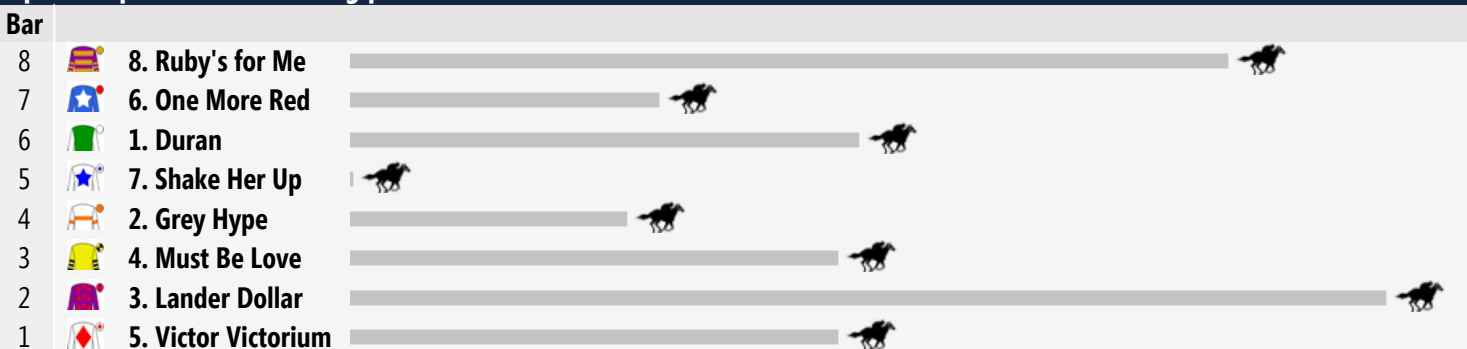 Bar
8 8. Ruby's for Me
7 6. One More Red
6 1. Duran
5 7. Shake Her Up
4 2. Grey Hype
3 4. Must Be Love
2 3. Lander Dollar
1 5. Victor Victorium